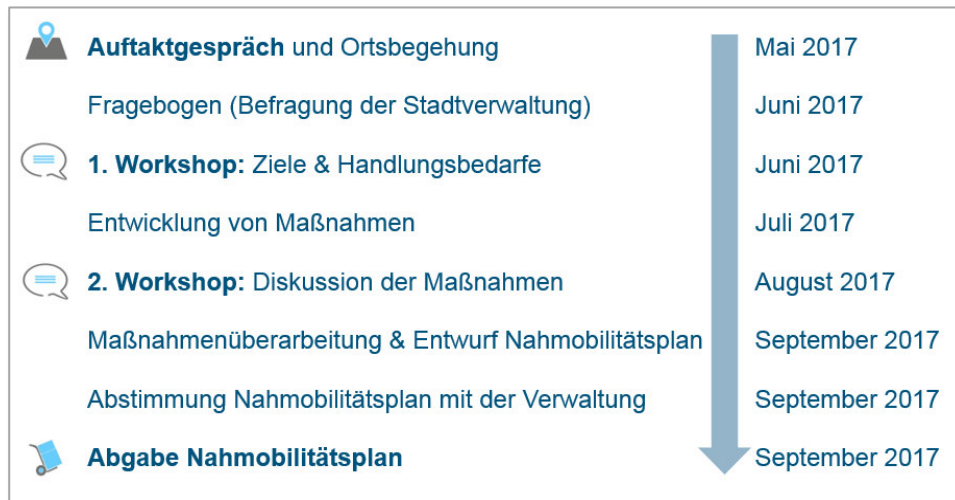 Auftaktgespräch und Ortsbegehung Mai 2017
Fragebogen (Befragung der Stadtverwaltung) Juni 2017
1. Workshop: Ziele & Handlungsbedarfe Juni 2017
Entwicklung von Maßnahmen Juli 2017
2. Workshop: Diskussion der Maßnahmen August 2017
Maßnahmenüberarbeitung & Entwurf Nahmobilitätsplan September 2017
Abstimmung Nahmobilitätsplan mit der Verwaltung September 2017
Abgabe Nahmobilitätsplan September 2017